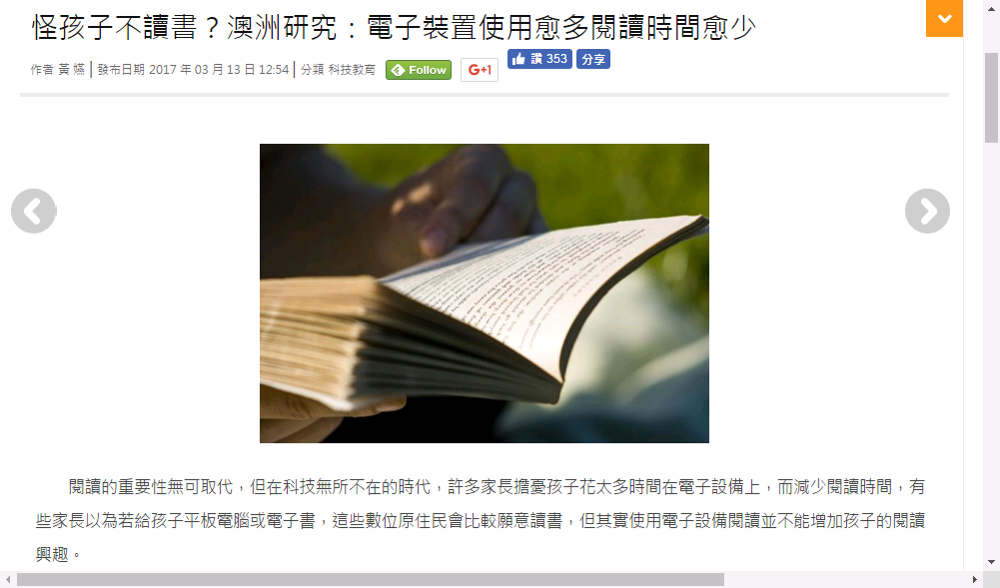 怪孩子不讀書？澳洲研究：電子裝置使用愈多閱讀時間愈少
作者 黃 嬿 | 發布日期 2017 年 03 月 13 日 12:54 | 分類 科技教育 Follow G+1 讚 353 分享
閱讀的重要性無可取代，但在科技無所不在的時代，許多家長擔憂孩子花太多時間在電子設備上，而減少閱讀時間，有
些家長以為若給孩子平板電腦或電子書，這些數位原住民會比較願意讀書，但其實使用電子設備閱讀並不能增加孩子的閱讀
興趣。